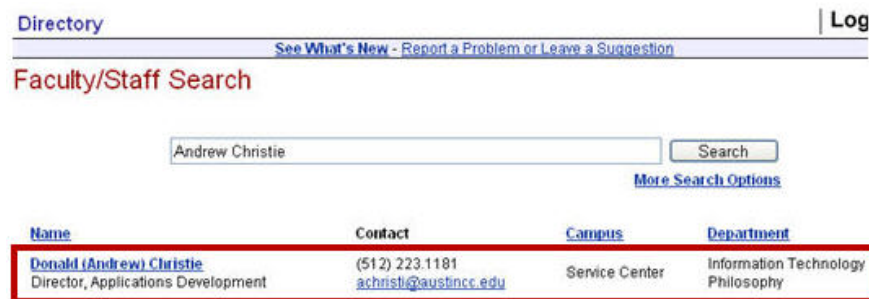 Directory
Log
See What's New - Report a Problem or Leave a Suggestion
Faculty/Staff Search
Andrew Christie
Search
More Search Options
Name Contact Campus Department
Donald (Andrew) Christie (512) 223.1181 Service Center Information Technology
Director, Applications Development achristi@austincc.edu Philosophy